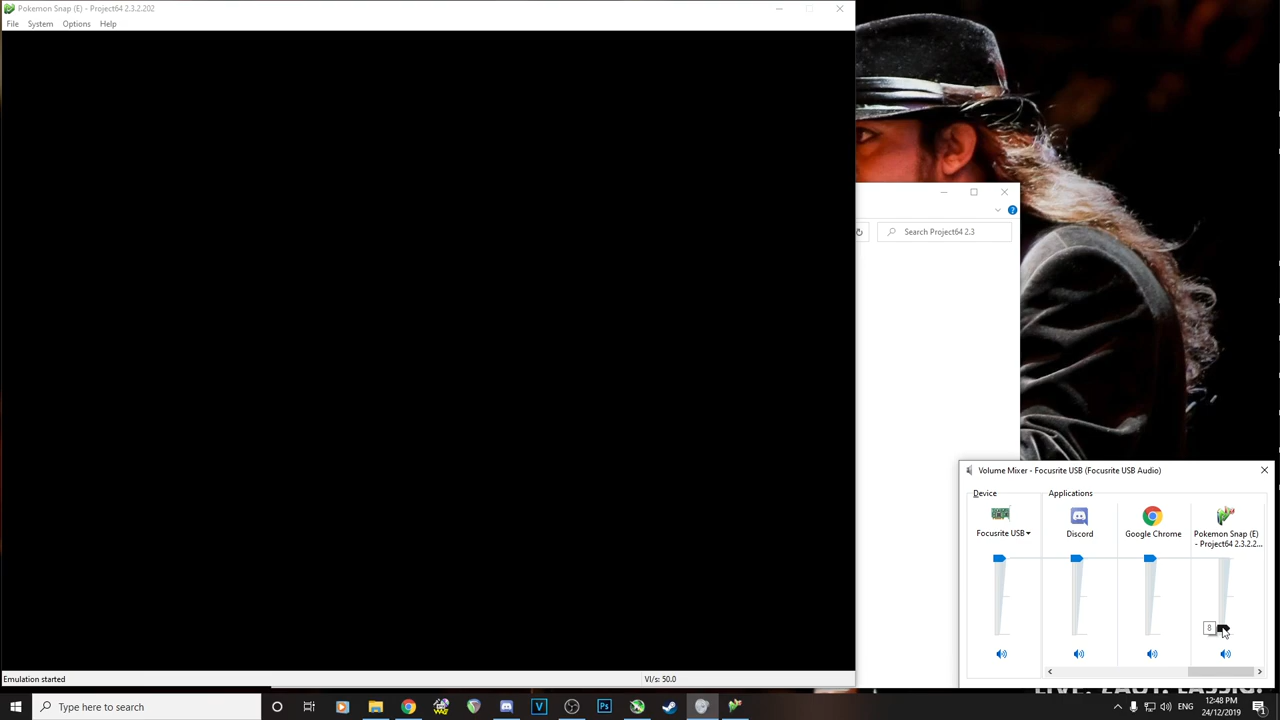 Pokemon Snap (E) - Project64 2.3.2.202
File System Options Help
Search Project64 2.3
Volume Mixer - Focusrite USB (Focusrite USB Audio)
Device Applications
Focusrite USB
Discord
Google Chrome
Pokemon Snap (E)
- Project64 2.3.2.2...
8
Emulation started
VI/s: 50.0
Type here to search
ENG
12:48 PM
24/12/2019
1